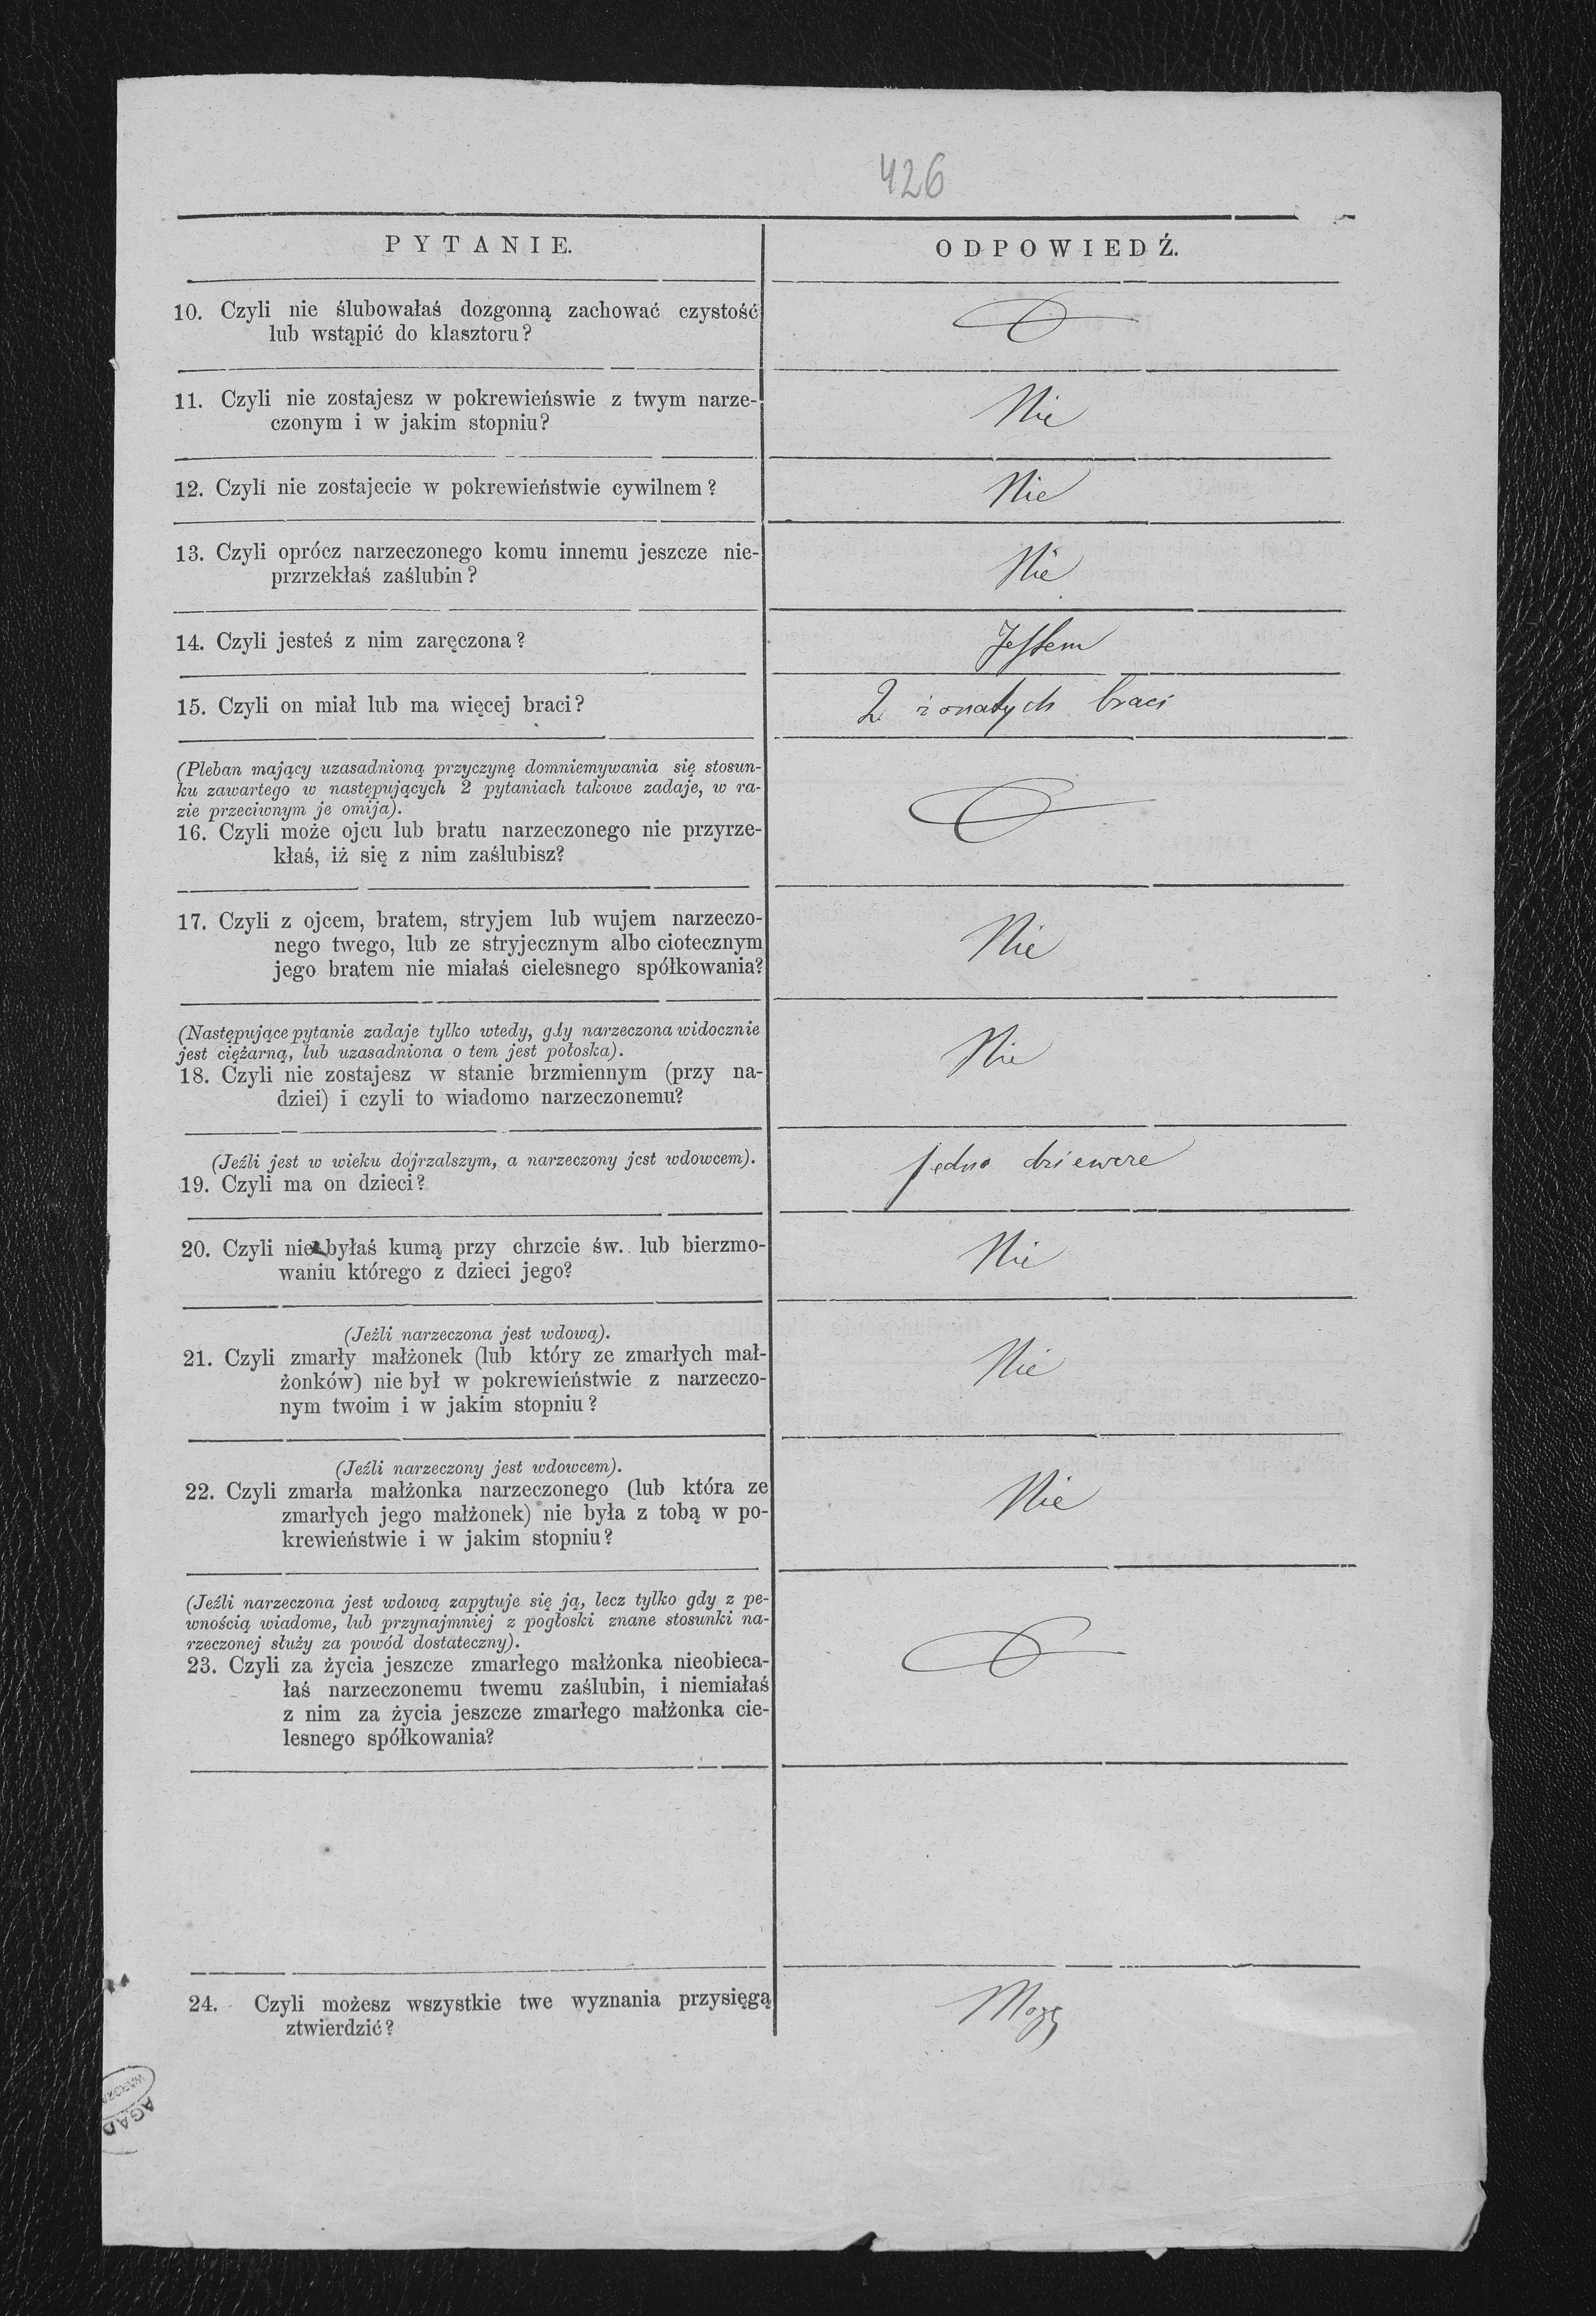 426
PYTANIE.
ODPOWIEDŹ.
10. Czyli nie ślubowałaś dozgonną zachować czystość
lub wstąpić do klasztoru?
11. Czyli nie zostajesz w pokrewieńswie z twym narze-
czonym i w jakim stopniu?
Nie
12. Czyli nie zostajecie w pokrewieństwie cywilnem?
Nie
13. Czyli oprócz narzeczonego komu innemu jeszcze nie-
przrzekłaś zaślubin?
Nie
14. Czyli jesteś z nim zaręczona?
Jestem
15. Czyli on miał lub ma więcej braci?
2 żonatych braci
(Pleban mający uzasadnioną przyczynę domniemywania się stosun-
ku zawartego w następujących 2 pytaniach takowe zadaje, w ra-
zie przeciwnym je omija).
16. Czyli może ojcu lub bratu narzeczonego nie przyrze-
kłaś, iż się z nim zaślubisz?
17. Czyli z ojcem, bratem, stryjem lub wujem narzeczo-
nego twego, lub ze stryjecznym albo ciotecznym
jego bratem nie miałaś cielesnego spółkowania?
Nie
(Następujące pytanie zadaje tylko wtedy, gdy narzeczona widocznie
jest ciężarną, lub uzasadniona o tem jest połoska).
18. Czyli nie zostajesz w stanie brzmiennym (przy na-
dziei) i czyli to wiadomo narzeczonemu?
Nie
(Jeźli jest w wieku dojrzalszym, a narzeczony jest wdowcem).
19. Czyli ma on dzieci?
jedno dziewcze
20. Czyli nie byłaś kumą przy chrzcie św. lub bierzmo-
waniu którego z dzieci jego?
Nie
(Jeźli narzeczona jest wdową).
21. Czyli zmarły małżonek (lub który ze zmarłych mał-
żonków) nie był w pokrewieństwie z narzeczo-
nym twoim i w jakim stopniu?
Nie
(Jeźli narzeczony jest wdowcem).
22. Czyli zmarła małżonka narzeczonego (lub która ze
zmarłych jego małżonek) nie była z tobą w po-
krewieństwie i w jakim stopniu?
Nie
(Jeźli narzeczona jest wdową zapytuje się ją, lecz tylko gdy z pe-
wnością wiadome, lub przynajmniej z pogłoski znane stosunki na-
rzeczonej służy za powód dostateczny).
23. Czyli za życia jeszcze zmarłego małżonka nieobieca-
łaś narzeczonemu twemu zaślubin, i niemiałaś
z nim za życia jeszcze zmarłego małżonka cie-
lesnego spółkowania?
24. Czyli możesz wszystkie twe wyznania przysięgą
ztwierdzić?
Mogę
AGAD